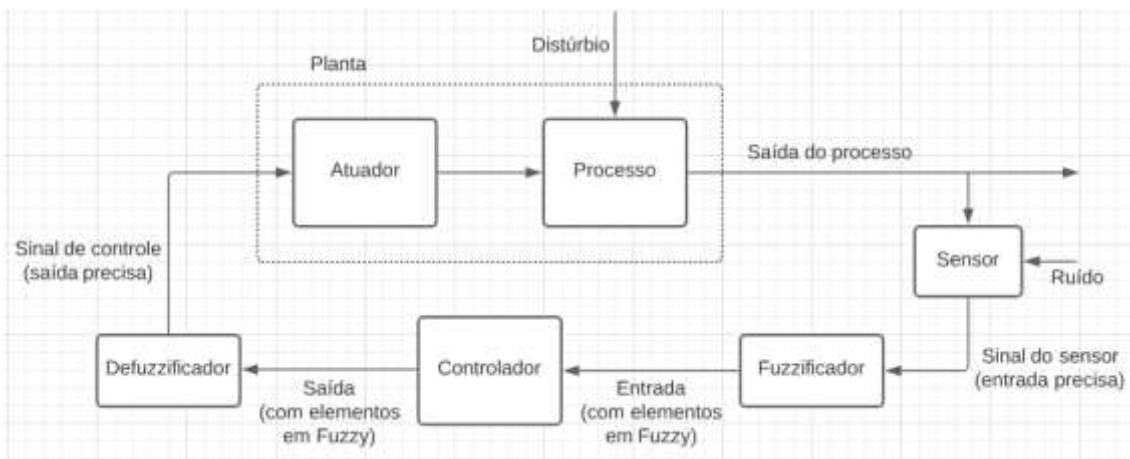 Distúrbio
Planta
Atuador
Processo
Saída do processo
Sensor
Ruído
Sinal de controle
(saída precisa)
Defuzzificador
Controlador
Fuzzificador
Sinal do sensor
(entrada precisa)
Saída
(com elementos
em Fuzzy)
Entrada
(com elementos
em Fuzzy)